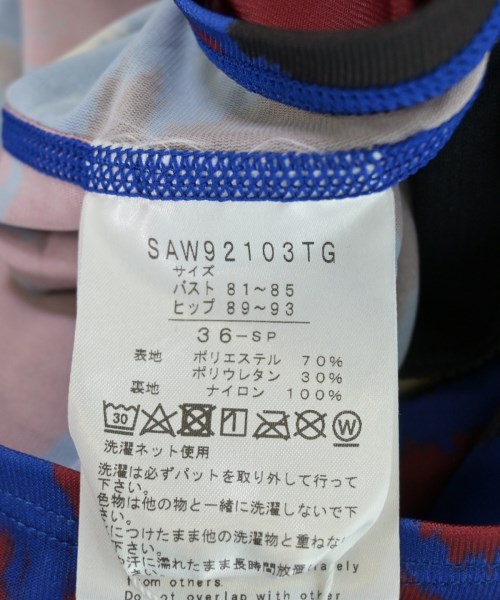 SAW92103TG
サイズ
バスト 81~85
ヒップ 89~93
36-SP
表地 ポリエステル 70%
ポリウレタン 30%
裏地 ナイロン 100%
30
W
洗濯ネット使用
洗濯は必ずパットを取り外して行って
下さい。
色物は他の物と一緒に洗濯しないで下
さい。
につけたまま他の洗濯物と重ねない
下さい。
汗に濡れたまま長時間放置
from others.
Do not overlap with other